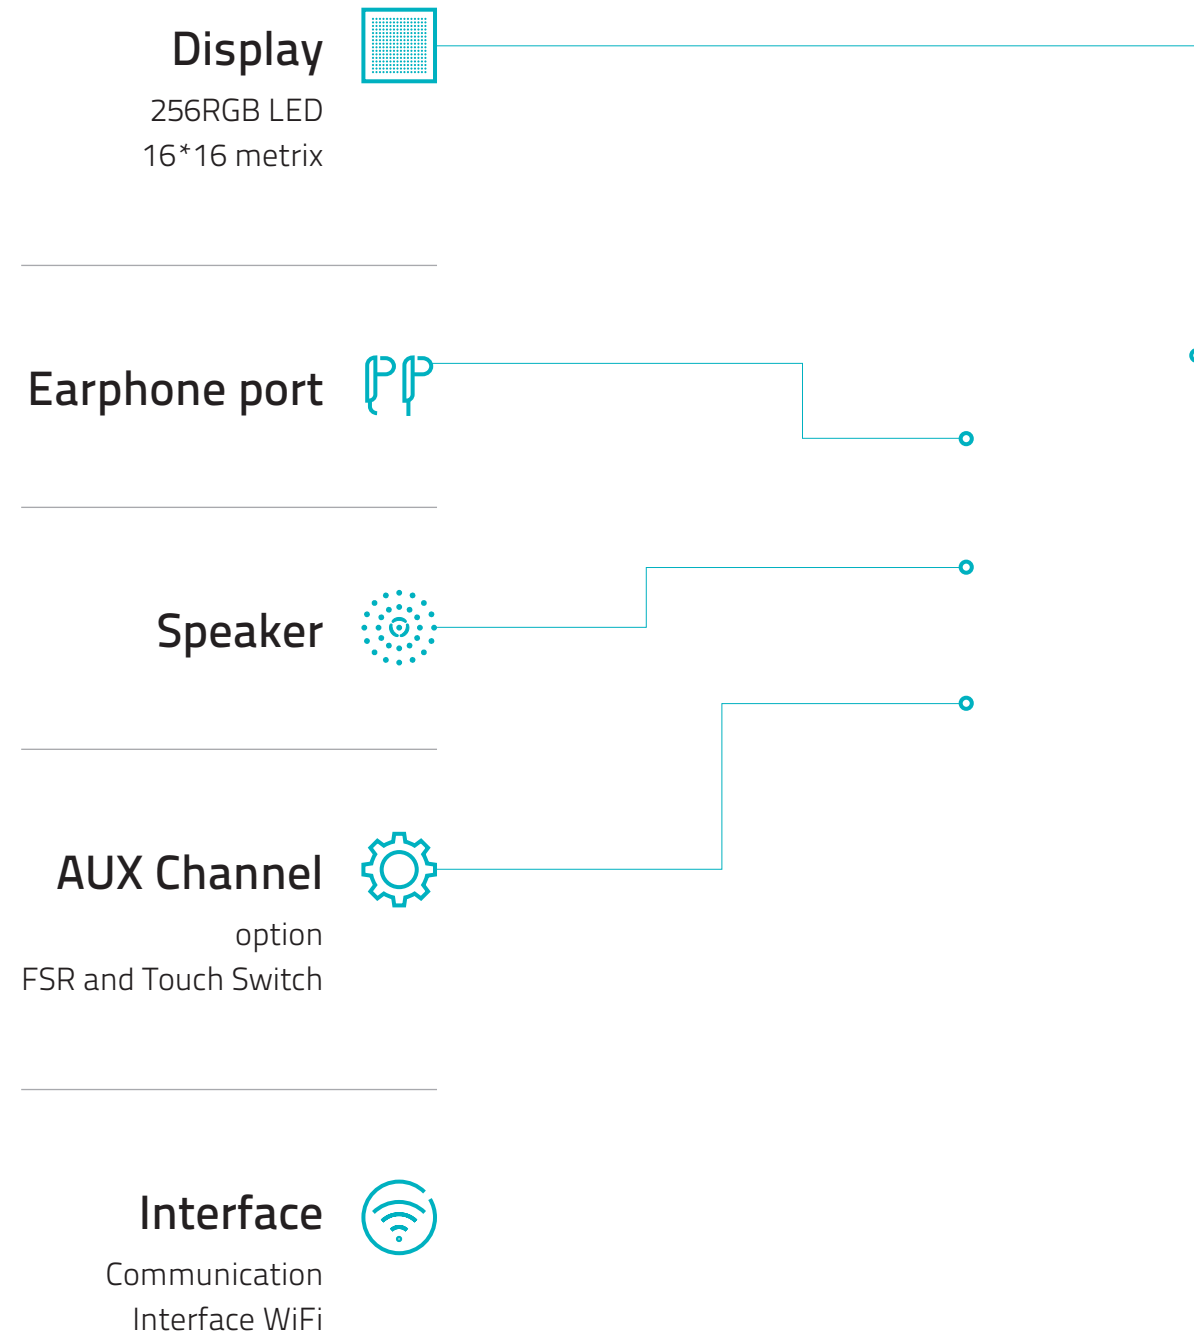 Display
256RGB LED
16*16 metrix
Earphone port
Speaker
AUX Channel
option
FSR and Touch Switch
Interface
Communication
Interface WiFi